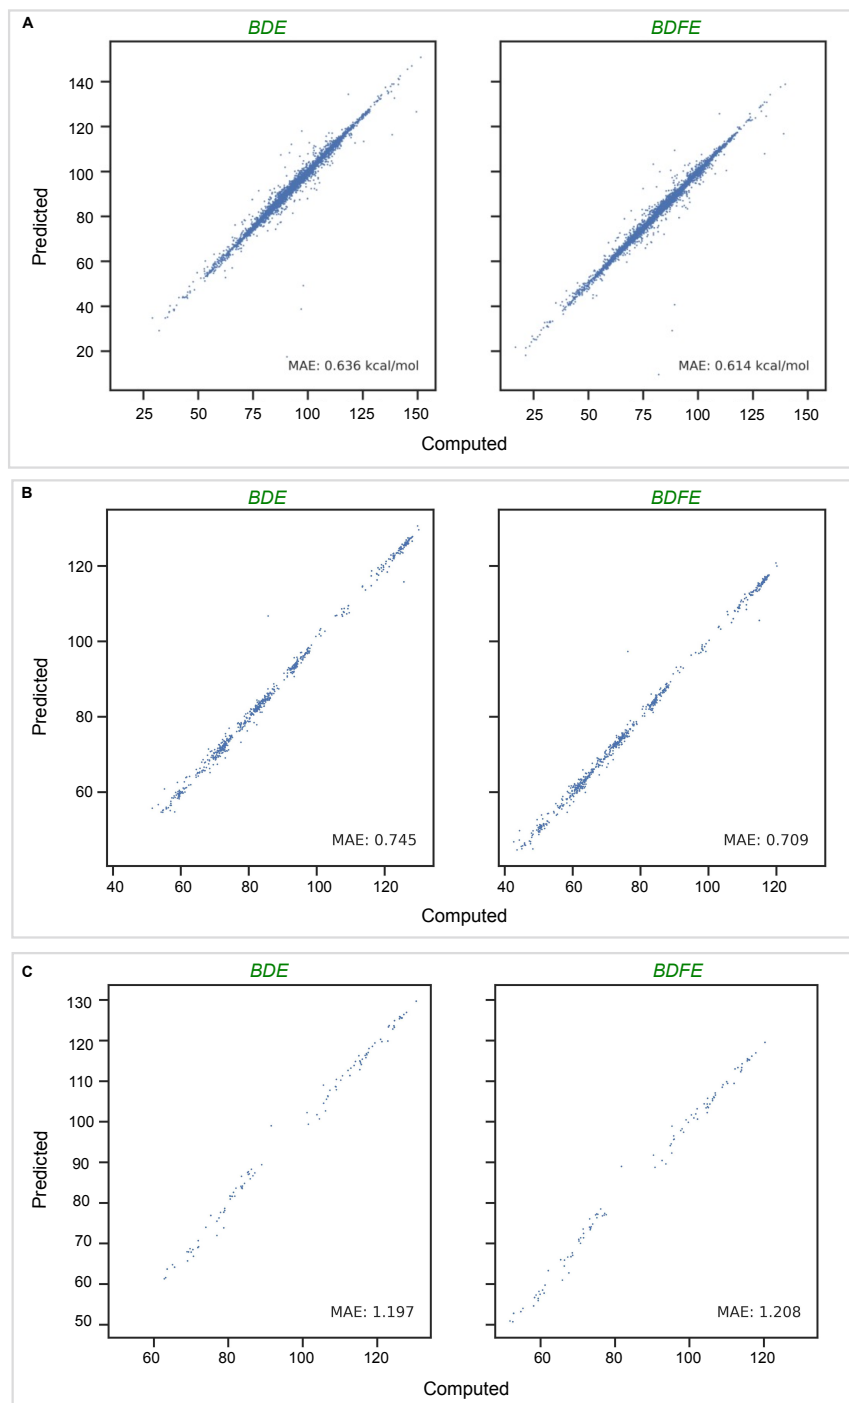 A
BDE
BDFE
140
120
100
80
60
40
20
Predicted
MAE: 0.636 kcal/mol
MAE: 0.614 kcal/mol
25 50 75 100 125 150
25 50 75 100 125 150
Computed
B
BDE
BDFE
120
100
80
60
Predicted
MAE: 0.745
MAE: 0.709
40 60 80 100 120
40 60 80 100 120
Computed
C
BDE
BDFE
130
120
110
100
90
80
70
60
50
Predicted
MAE: 1.197
MAE: 1.208
60 80 100 120
60 80 100 120
Computed